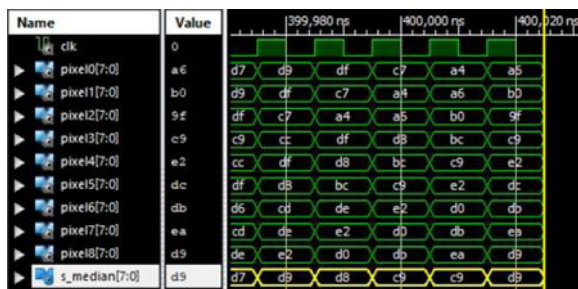 Name Value 399,980 ns 400,000 ns 400,020 ns
clk 0
pixel0[7:0] a6 d7 d9 df c7 a4 a6
pixel1[7:0] b0 d9 df c7 a4 a6 b0
pixel2[7:0] 9f df c7 a4 a6 b0 9f
pixel3[7:0] c9 c9 cc df d8 bc c9
pixel4[7:0] e2 cc df d8 bc c9 e2
pixel5[7:0] dc df d8 bc c9 e2 dc
pixel6[7:0] db d6 cd de e2 d0 db
pixel7[7:0] ea cd de e2 d0 db ea
pixel8[7:0] d9 de e2 d0 db ea d9
s_median[7:0] d9 d7 d9 d8 c9 c9 d9